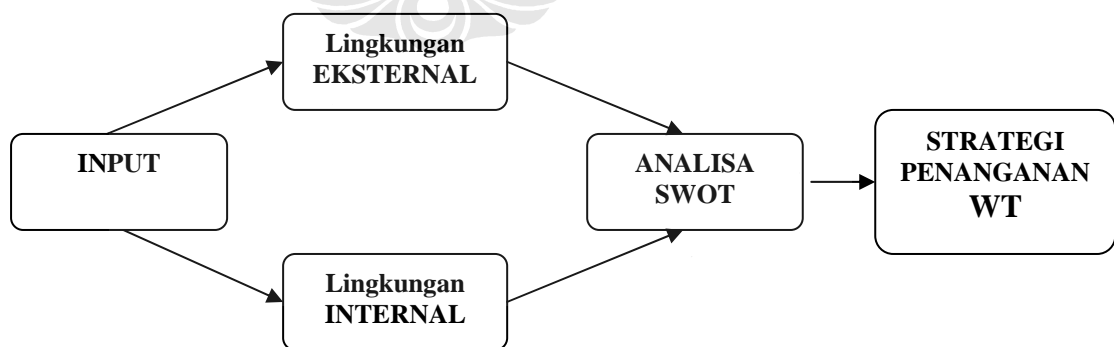 Lingkungan
EKSTERNAL
INPUT
ANALISA
SWOT
STRATEGI
PENANGANAN
WT
Lingkungan
INTERNAL